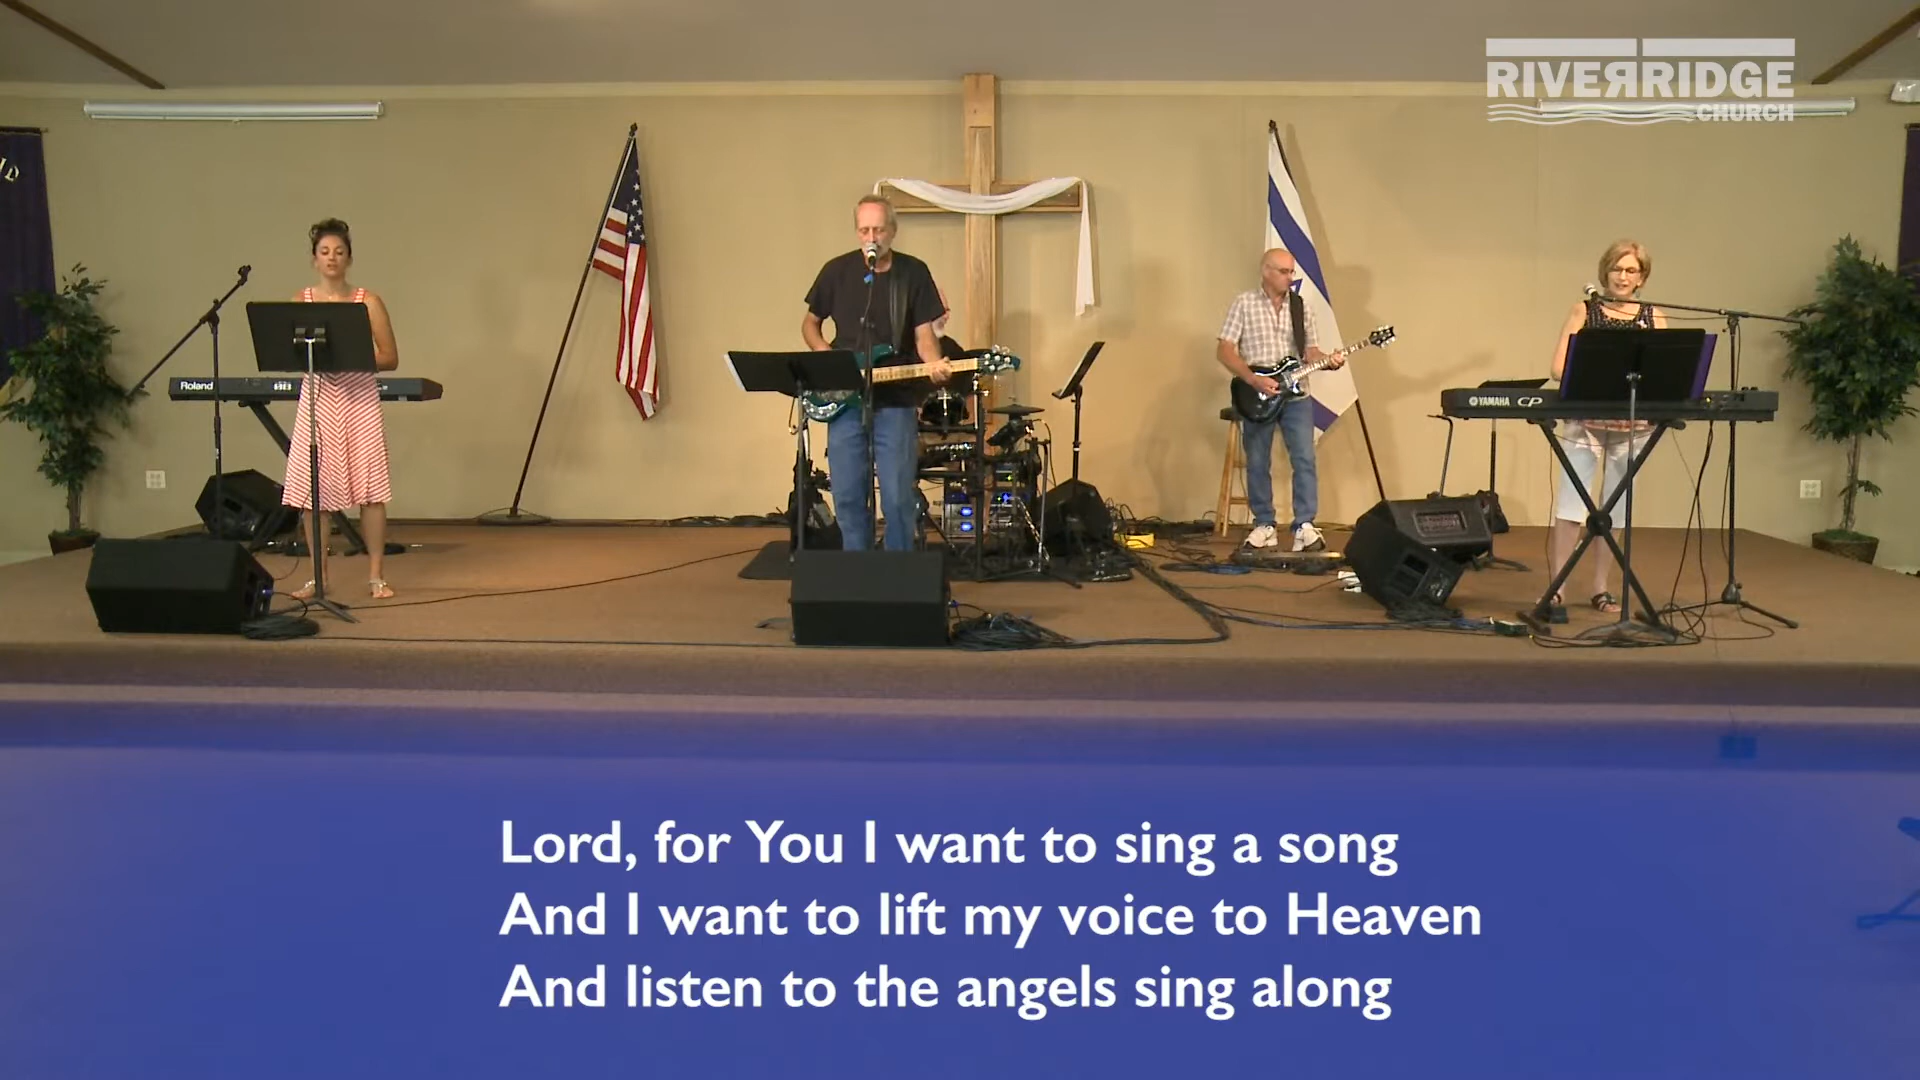 RIVERRIDGE
CHURCH
Roland
YAMAHA CP
Lord, for You I want to sing a song
And I want to lift my voice to Heaven
And listen to the angels sing along